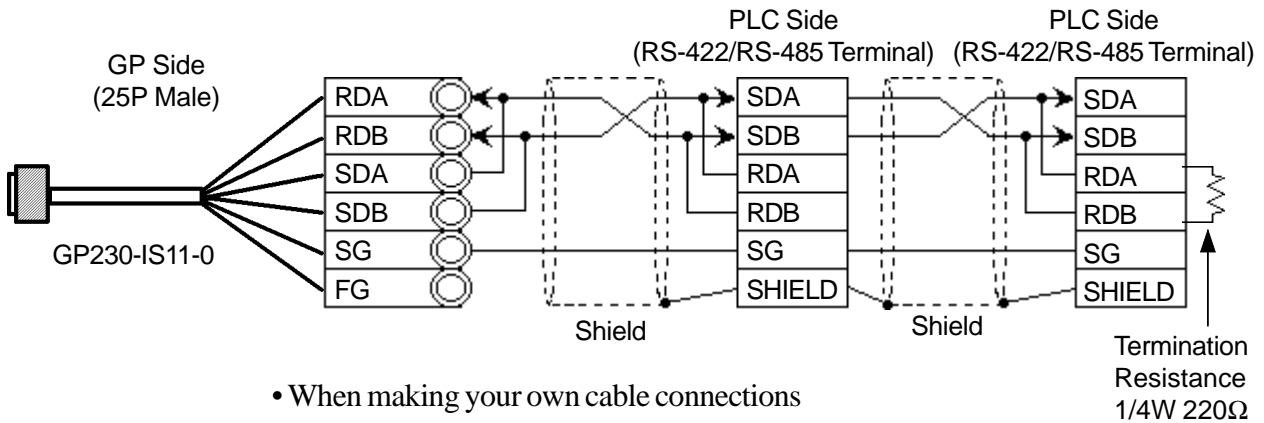 PLC Side
(RS-422/RS-485 Terminal)
PLC Side
(RS-422/RS-485 Terminal)
GP Side
(25P Male)
GP230-IS11-0
RDA
RDB
SDA
SDB
SG
FG
Shield
SDA
SDB
RDA
RDB
SG
SHIELD
Shield
SDA
SDB
RDA
RDB
SG
SHIELD
Termination
Resistance
1/4W 220Ω
• When making your own cable connections